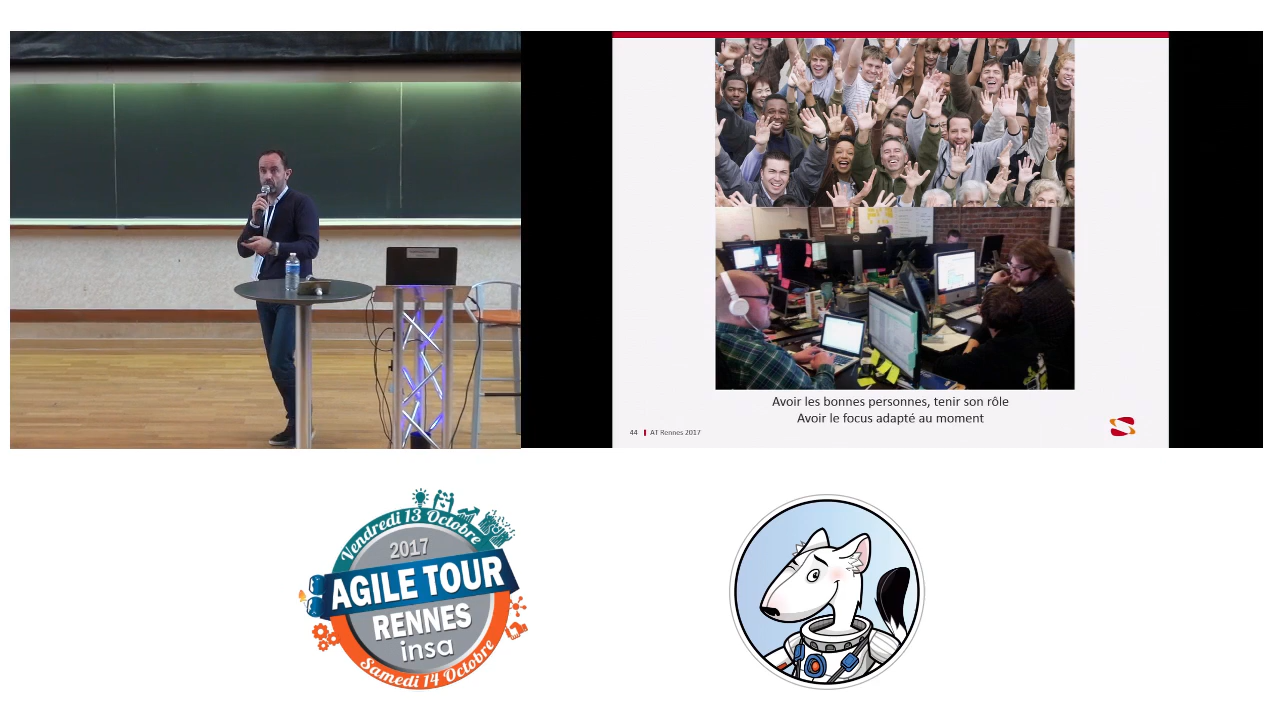 Avoir les bonnes personnes, tenir son rôle
Avoir le focus adapté au moment
44 AT Rennes 2017
Vendredi 13 Octobre
2017
AGILE TOUR
RENNES
insa
Samedi 14 Octobre